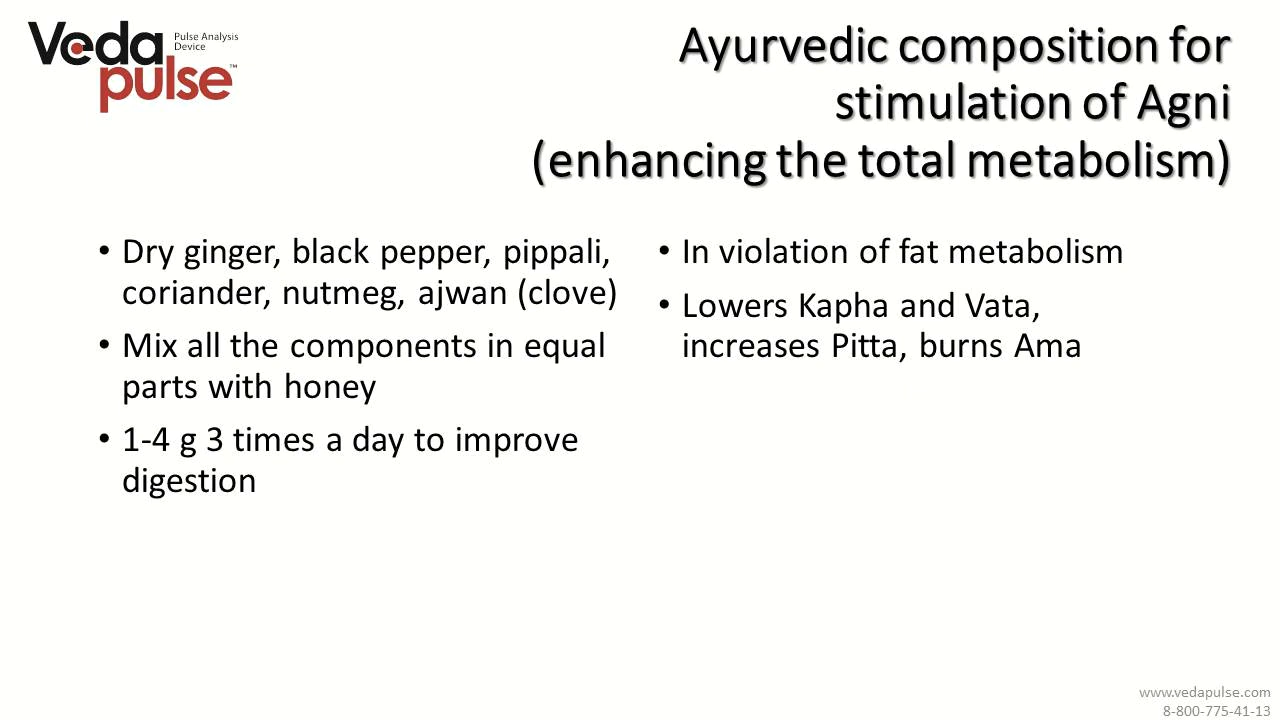 Veda
pulse™
Pulse Analysis
Device
Ayurvedic composition for
stimulation of Agni
(enhancing the total metabolism)
• Dry ginger, black pepper, pippali,
coriander, nutmeg, ajwan (clove)
• Mix all the components in equal
parts with honey
• 1-4 g 3 times a day to improve
digestion
• In violation of fat metabolism
• Lowers Kapha and Vata,
increases Pitta, burns Ama
www.vedapulse.com
8-800-775-41-13